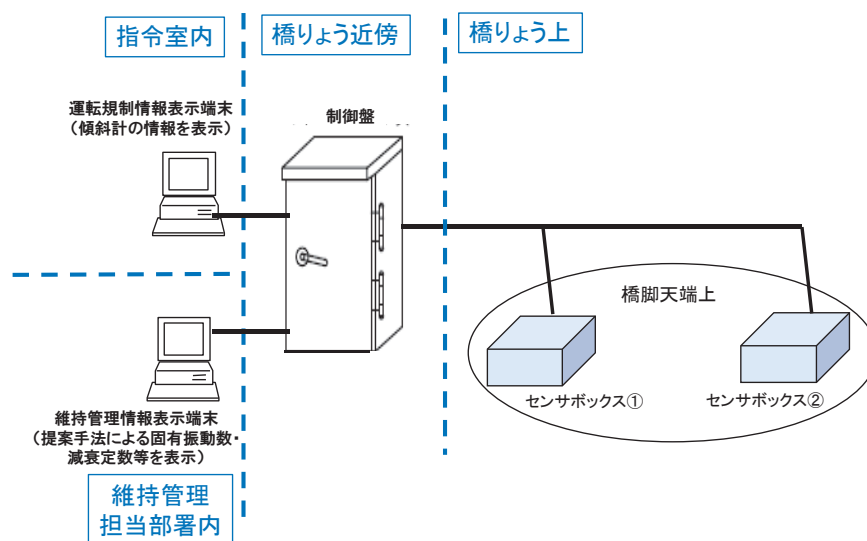 指令室内
橋りょう近傍
橋りょう上
運転規制情報表示端末
(傾斜計の情報を表示)
制御盤
橋脚天端上
センサボックス①
センサボックス②
維持管理情報表示端末
(提案手法による固有振動数・
減衰定数等を表示)
維持管理
担当部署内